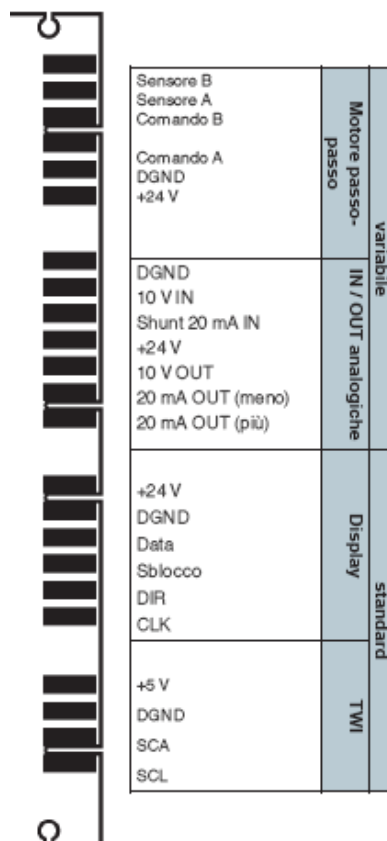 Sensore B
Sensore A
Comando B
Comando A
DGND
+24 V
Motore passo-
passo
variabile
DGND
10 V IN
Shunt 20 mA IN
+24 V
10 V OUT
20 mA OUT (meno)
20 mA OUT (più)
IN / OUT analogiche
+24 V
DGND
Data
Sblocco
DIR
CLK
Display
standard
+5 V
DGND
SCA
SCL
TWI